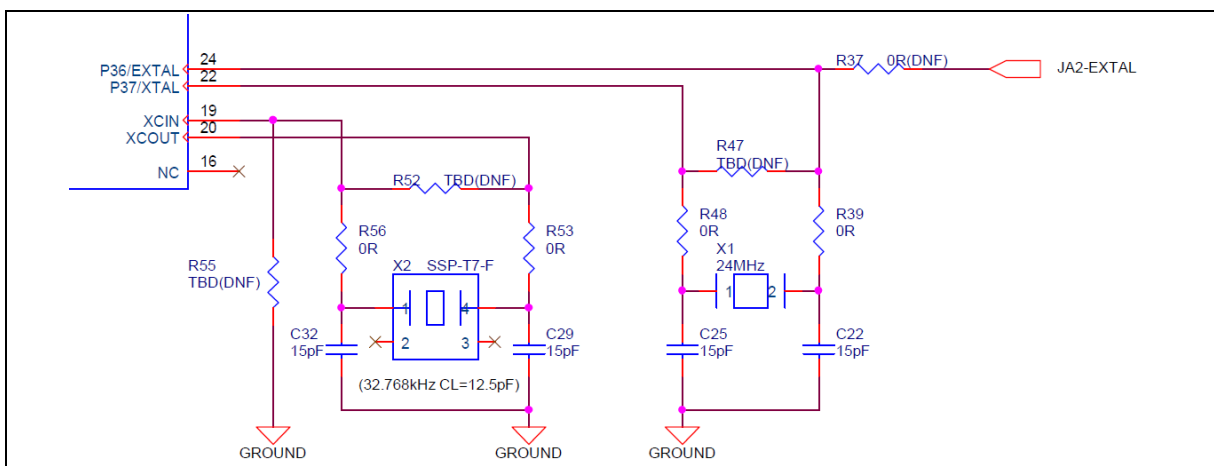 P36/EXTAL 24
P37/XTAL 22
XCIN 19
XCOUT 20
NC 16
R37 0R(DNF)
JA2-EXTAL
R47
TBD(DNF)
R52 TBD(DNF)
R56
0R
R53
0R
R48
0R
R39
0R
R55
TBD(DNF)
X2 SSP-T7-F
1 4
2 3
X1
24MHz
1 2
C32
15pF
C29
15pF
C25
15pF
C22
15pF
(32.768kHz CL=12.5pF)
GROUND
GROUND
GROUND